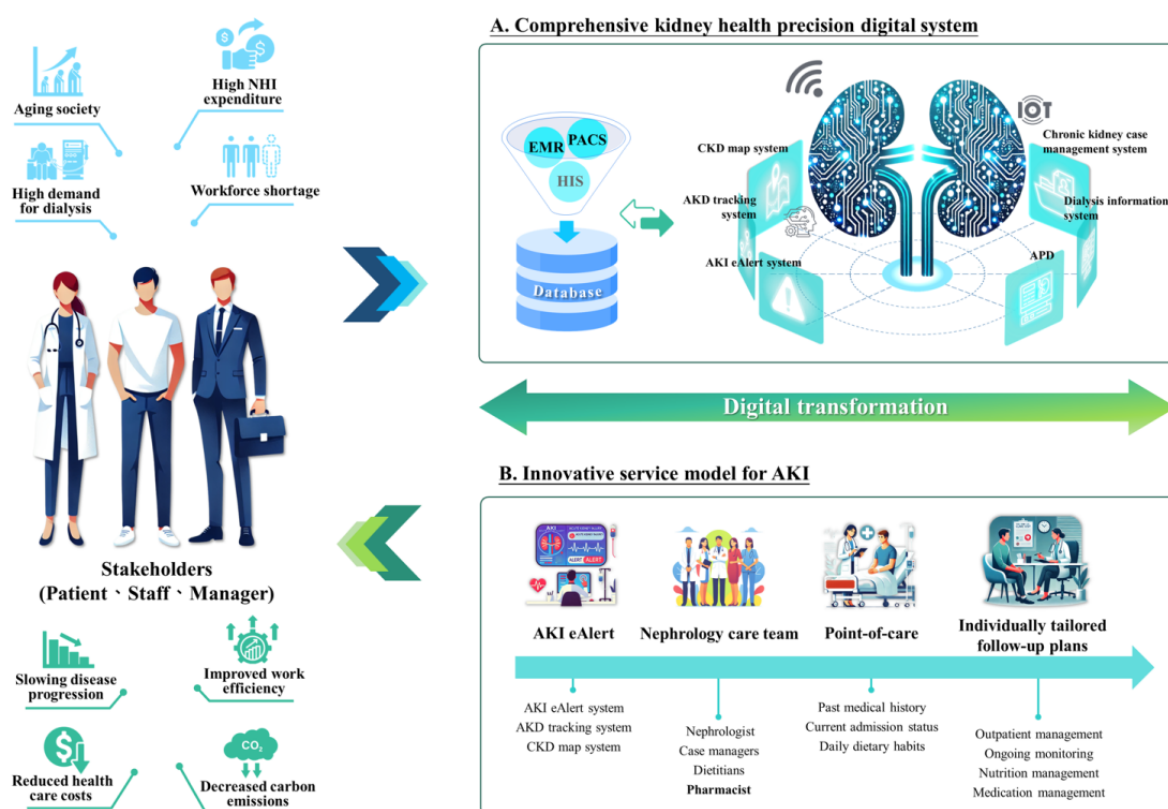 Aging society
High NHI
expenditure
High demand
for dialysis
Workforce shortage
Stakeholders
(Patient、Staff、Manager)
Slowing disease
progression
Improved work
efficiency
Reduced health
care costs
CO₂
Decreased carbon
emissions
A. Comprehensive kidney health precision digital system
EMR
PACS
HIS
Database
CKD map system
AKD tracking
system
AKI eAlert system
IOT
Chronic kidney case
management system
Dialysis information
system
APD
Digital transformation
B. Innovative service model for AKI
AKI eAlert
Nephrology care team
Point-of-care
Individually tailored
follow-up plans
AKI eAlert system
AKD tracking system
CKD map system
Nephrologist
Case managers
Dietitians
Pharmacist
Past medical history
Current admission status
Daily dietary habits
Outpatient management
Ongoing monitoring
Nutrition management
Medication management